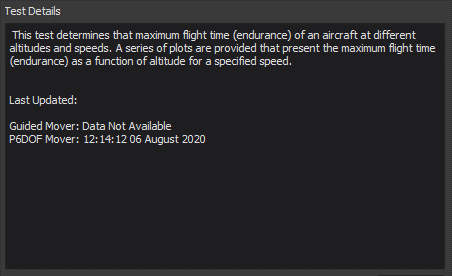 Test Details
This test determines that maximum flight time (endurance) of an aircraft at different
altitudes and speeds. A series of plots are provided that present the maximum flight time
(endurance) as a function of altitude for a specified speed.
Last Updated:
Guided Mover: Data Not Available
P6DOF Mover: 12:14:12 06 August 2020